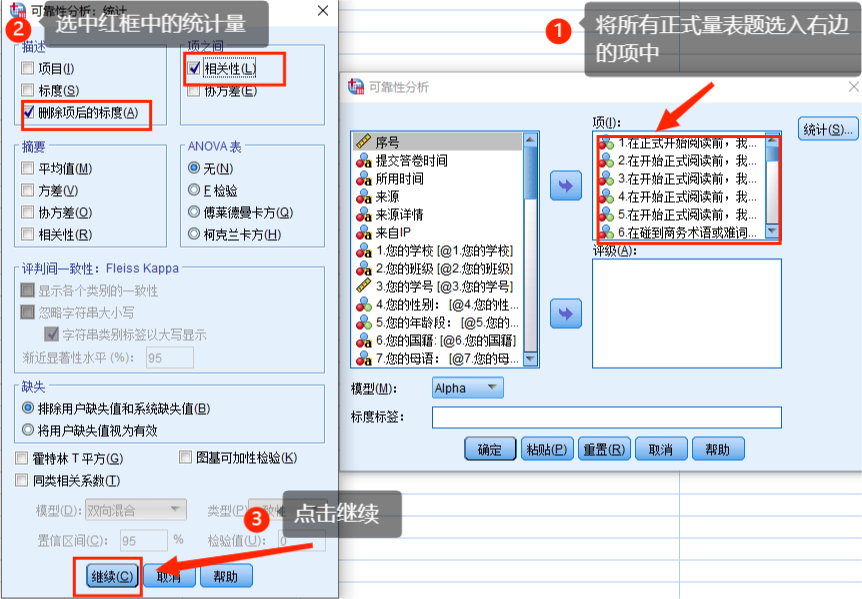 可靠性分析：统计
2
选中红框中的统计量
描述
项目(I)
标度(S)
删除项后的标度(A)
项之间
相关性(L)
协方差(E)
摘要
平均值(M)
方差(V)
协方差(O)
相关性(R)
ANOVA 表
无(N)
F 检验
傅莱德曼卡方(Q)
柯克兰卡方(H)
评判间一致性：Fleiss Kappa
显示各个类别的一致性
忽略字符串大小写
字符串类别标签以大写显示
渐近显著性水平 (%)：
95
缺失
排除用户缺失值和系统缺失值(B)
将用户缺失值视为有效
霍特林 T 平方(G)
图基可加性检验(K)
同类相关系数(T)
模型(D)：
双向混合
类型(P)
置信区间(C)：
95
%
检验值(U)：
0
3
点击继续
继续(C)
取消
帮助
1
将所有正式量表题选入右边
的项中
可靠性分析
序号
提交答卷时间
所用时间
来源
来源详情
来自IP
1.您的学校 [@1.您的学校]
2.您的班级 [@2.您的班级]
3.您的学号 [@3.您的学号]
4.您的性别： [@4.您的性...
5.您的年龄段： [@5.您的...
6.您的国籍: [@6.您的国籍]
7.您的母语： [@7.您的母...
项(I)：
1.在正式开始阅读前，我...
2.在开始正式阅读前，我...
3.在开始正式阅读前，我...
4.在开始正式阅读前，我...
5.在开始正式阅读前，我...
6.在碰到商务术语或难词...
统计(S)...
评级(A)：
模型(M)：
Alpha
标度标签：
确定
粘贴(P)
重置(R)
取消
帮助